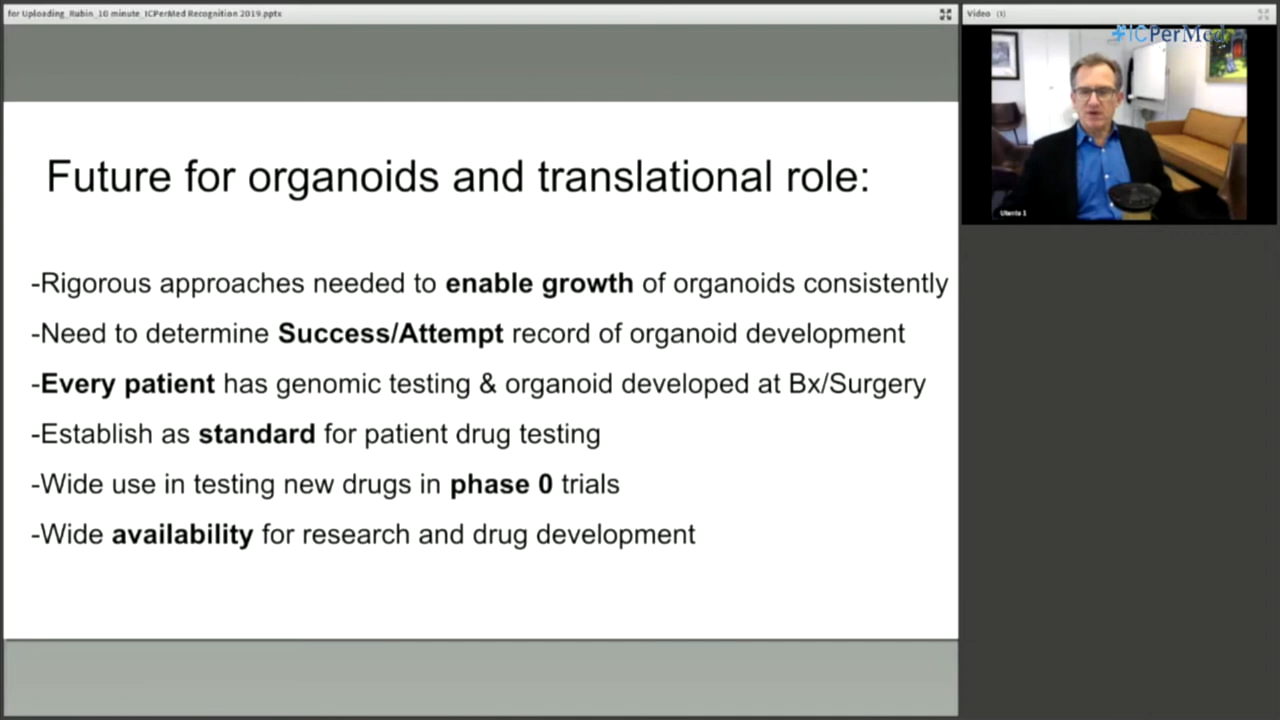 for Uploading_Rubin_10 minute_ICPerMed Recognition 2019.pptx
Video (1)
ICPerMed
Utente 1
Future for organoids and translational role:
-Rigorous approaches needed to enable growth of organoids consistently
-Need to determine Success/Attempt record of organoid development
-Every patient has genomic testing & organoid developed at Bx/Surgery
-Establish as standard for patient drug testing
-Wide use in testing new drugs in phase 0 trials
-Wide availability for research and drug development